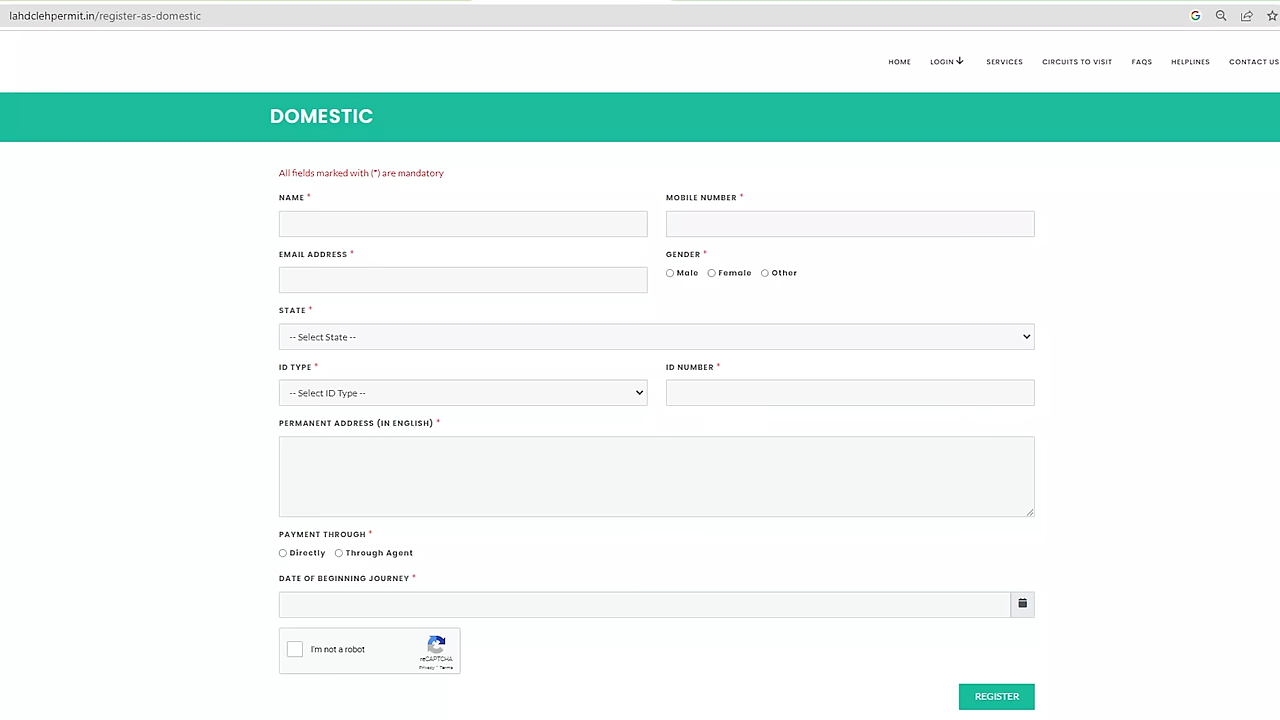 lahdclehpermit.in/register-as-domestic
HOME LOGIN SERVICES CIRCUITS TO VISIT FAQS HELPLINES CONTACT US
DOMESTIC
All fields marked with (*) are mandatory
NAME * MOBILE NUMBER *
EMAIL ADDRESS * GENDER *
Male Female Other
STATE *
-- Select State --
ID TYPE * ID NUMBER *
-- Select ID Type --
PERMANENT ADDRESS (IN ENGLISH) *
PAYMENT THROUGH *
Directly Through Agent
DATE OF BEGINNING JOURNEY *
I'm not a robot
reCAPTCHA
Privacy - Terms
REGISTER